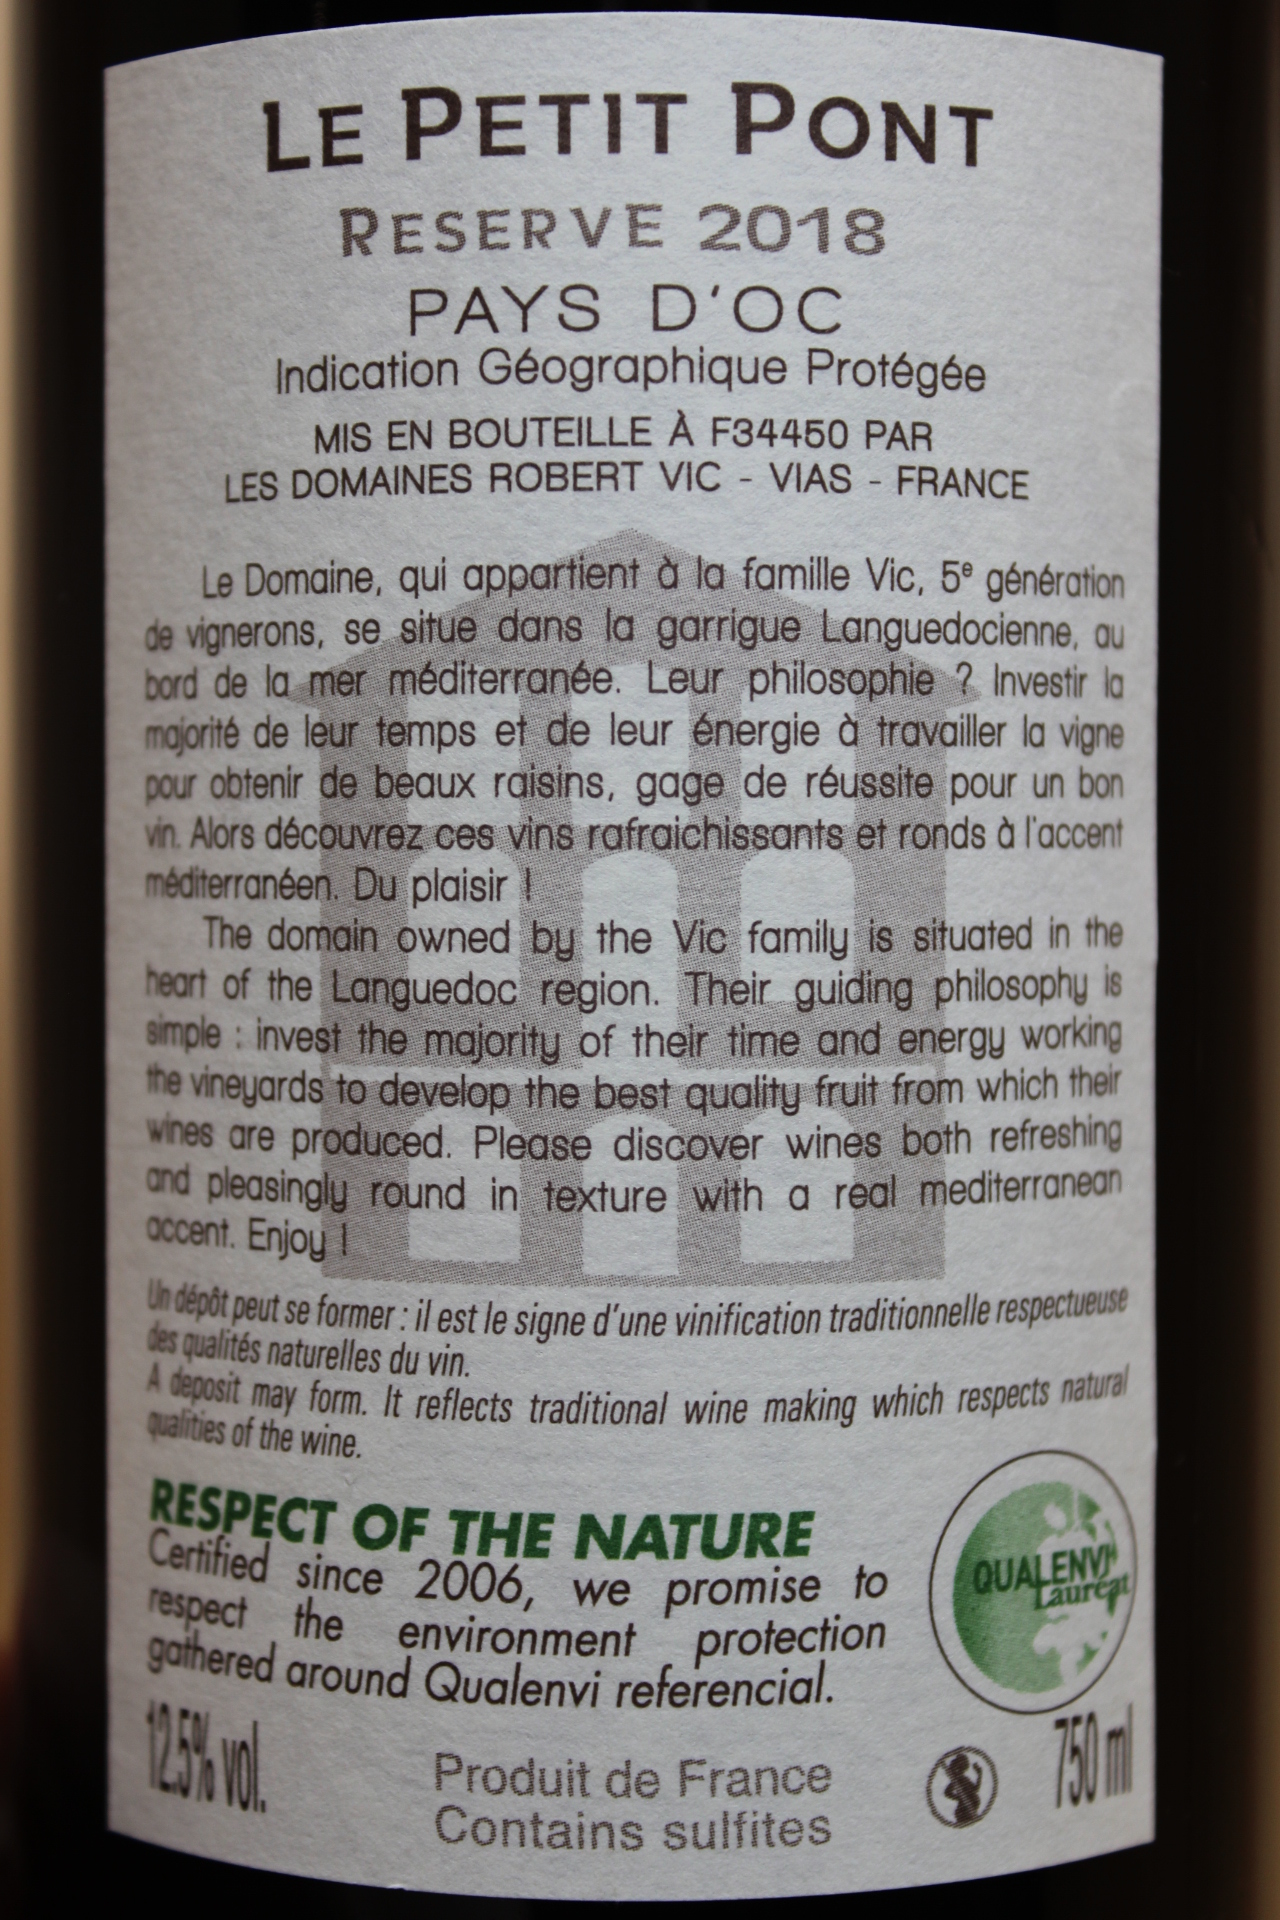 LE PETIT PONT
RESERVE 2018
PAYS D'OC
Indication Géographique Protégée
MIS EN BOUTEILLE À F34450 PAR
LES DOMAINES ROBERT VIC - VIAS - FRANCE
Le Domaine, qui appartient à la famille Vic, 5e génération
de vignerons, se situe dans la garrigue Languedocienne, au
bord de la mer méditerranée. Leur philosophie ? Investir la
majorité de leur temps et de leur énergie à travailler la vigne
pour obtenir de beaux raisins, gage de réussite pour un bon
vin. Alors découvrez ces vins rafraichissants et ronds à l'accent
méditerranéen. Du plaisir !
The domain owned by the Vic family is situated in the
heart of the Languedoc region. Their guiding philosophy is
simple : invest the majority of their time and energy working
the vineyards to develop the best quality fruit from which their
wines are produced. Please discover wines both refreshing
and pleasingly round in texture with a real mediterranean
accent. Enjoy !
Un dépôt peut se former : il est le signe d'une vinification traditionnelle respectueuse
des qualités naturelles du vin.
A deposit may form. It reflects traditional wine making which respects natural
qualities of the wine.
RESPECT OF THE NATURE
Certified since 2006, we promise to
respect the environment protection
gathered around Qualenvi referencial.
QUALENVI
Lauréat
12.5% vol.
750 ml
Produit de France
Contains sulfites